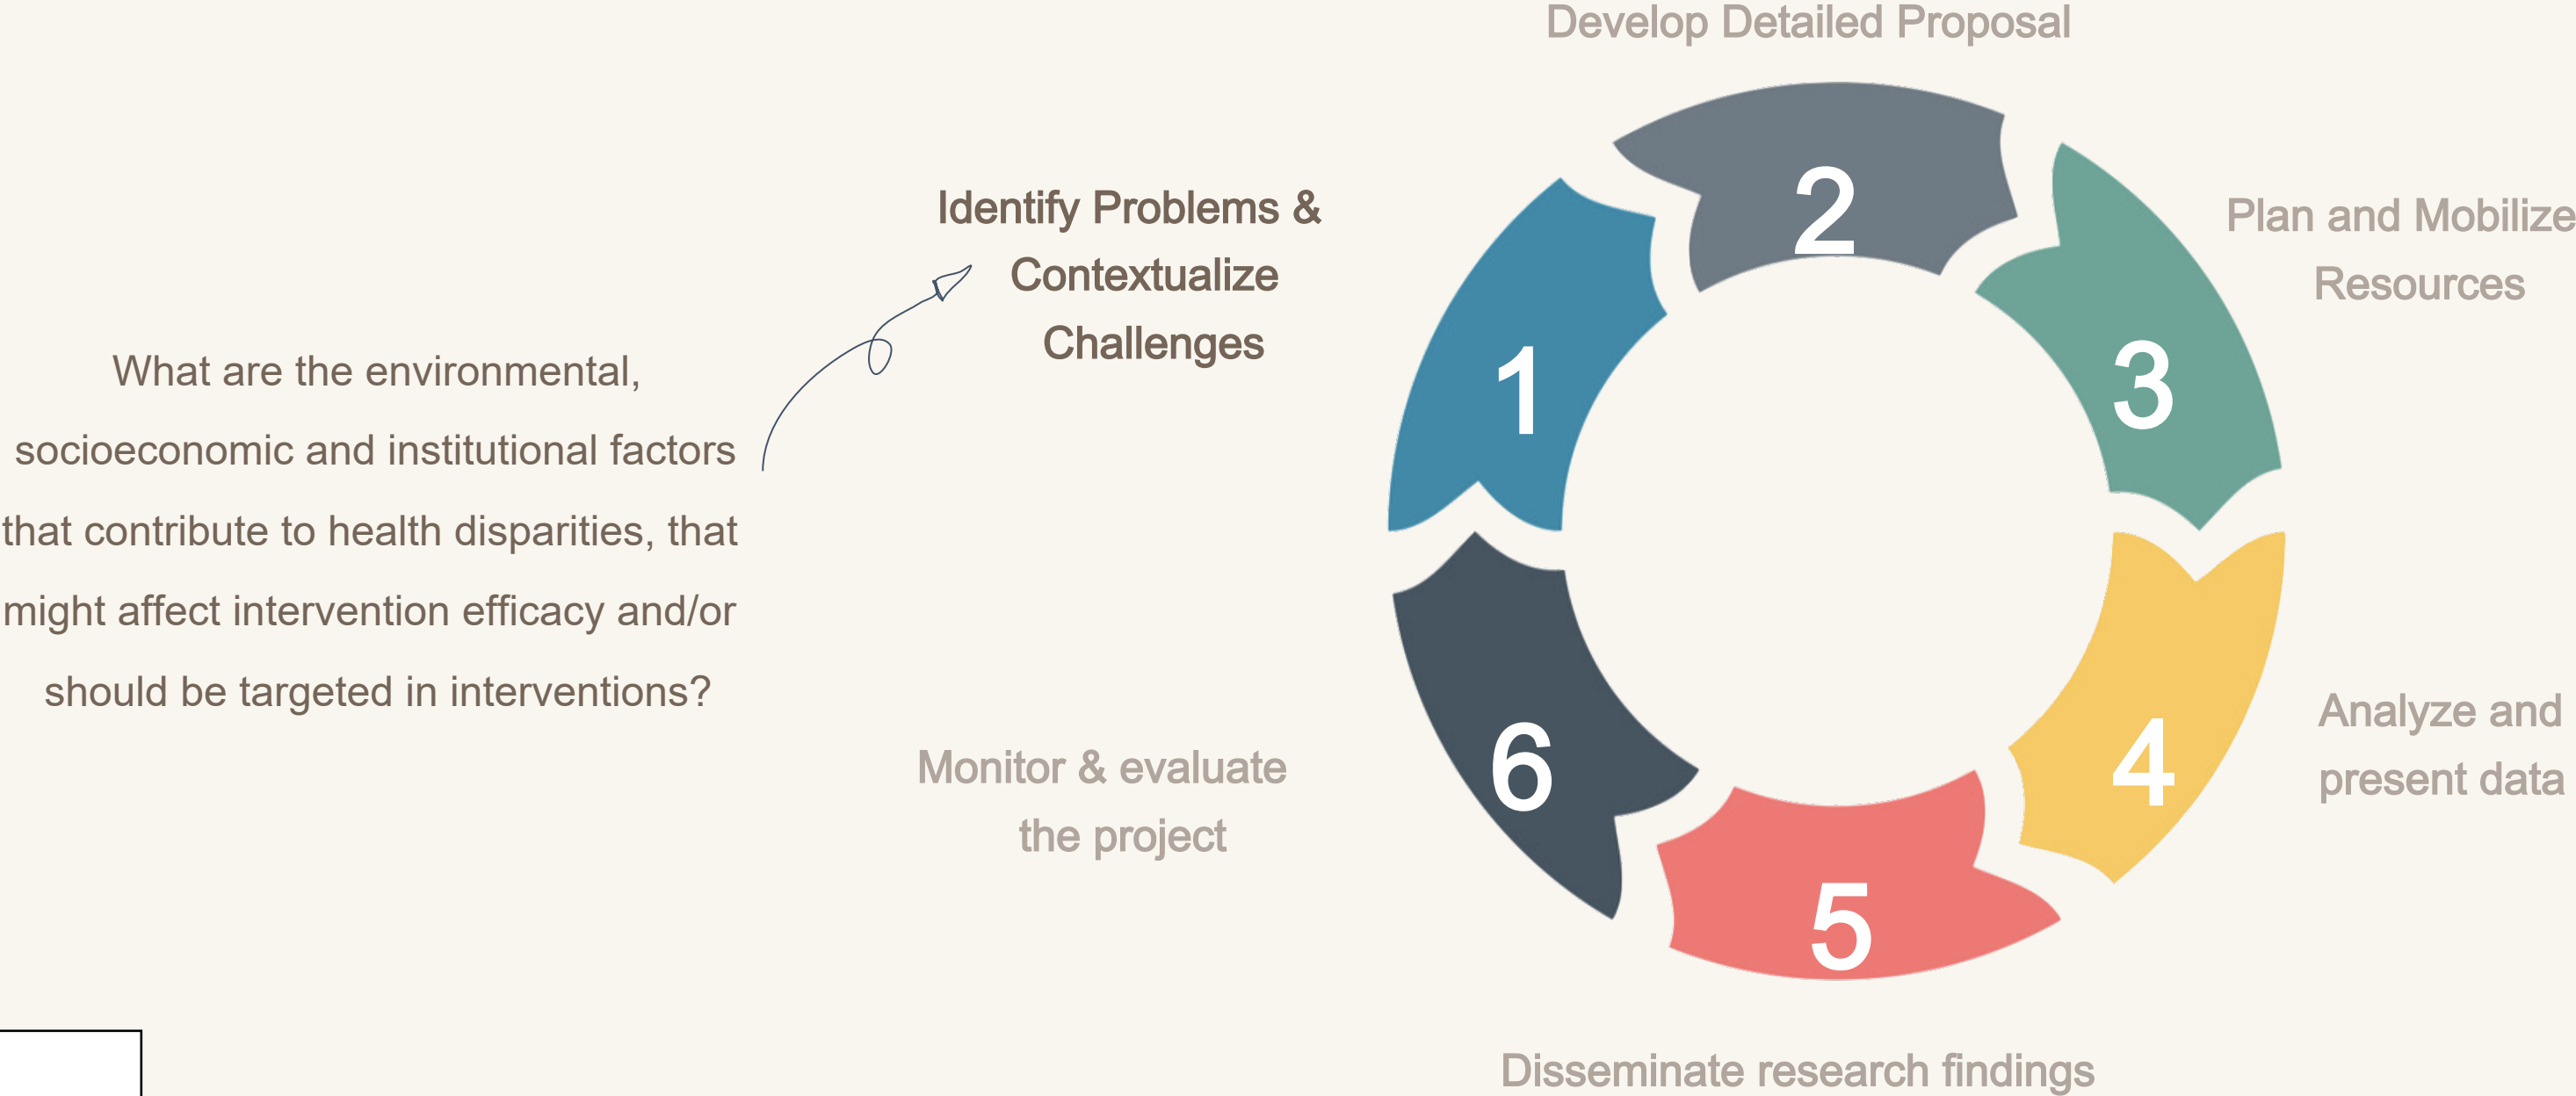 What are the environmental,
socioeconomic and institutional factors
that contribute to health disparities, that
might affect intervention efficacy and/or
should be targeted in interventions?
Identify Problems &
Contextualize
Challenges
1
Develop Detailed Proposal
2
Plan and Mobilize
Resources
3
Analyze and
present data
4
Disseminate research findings
5
Monitor & evaluate
the project
6